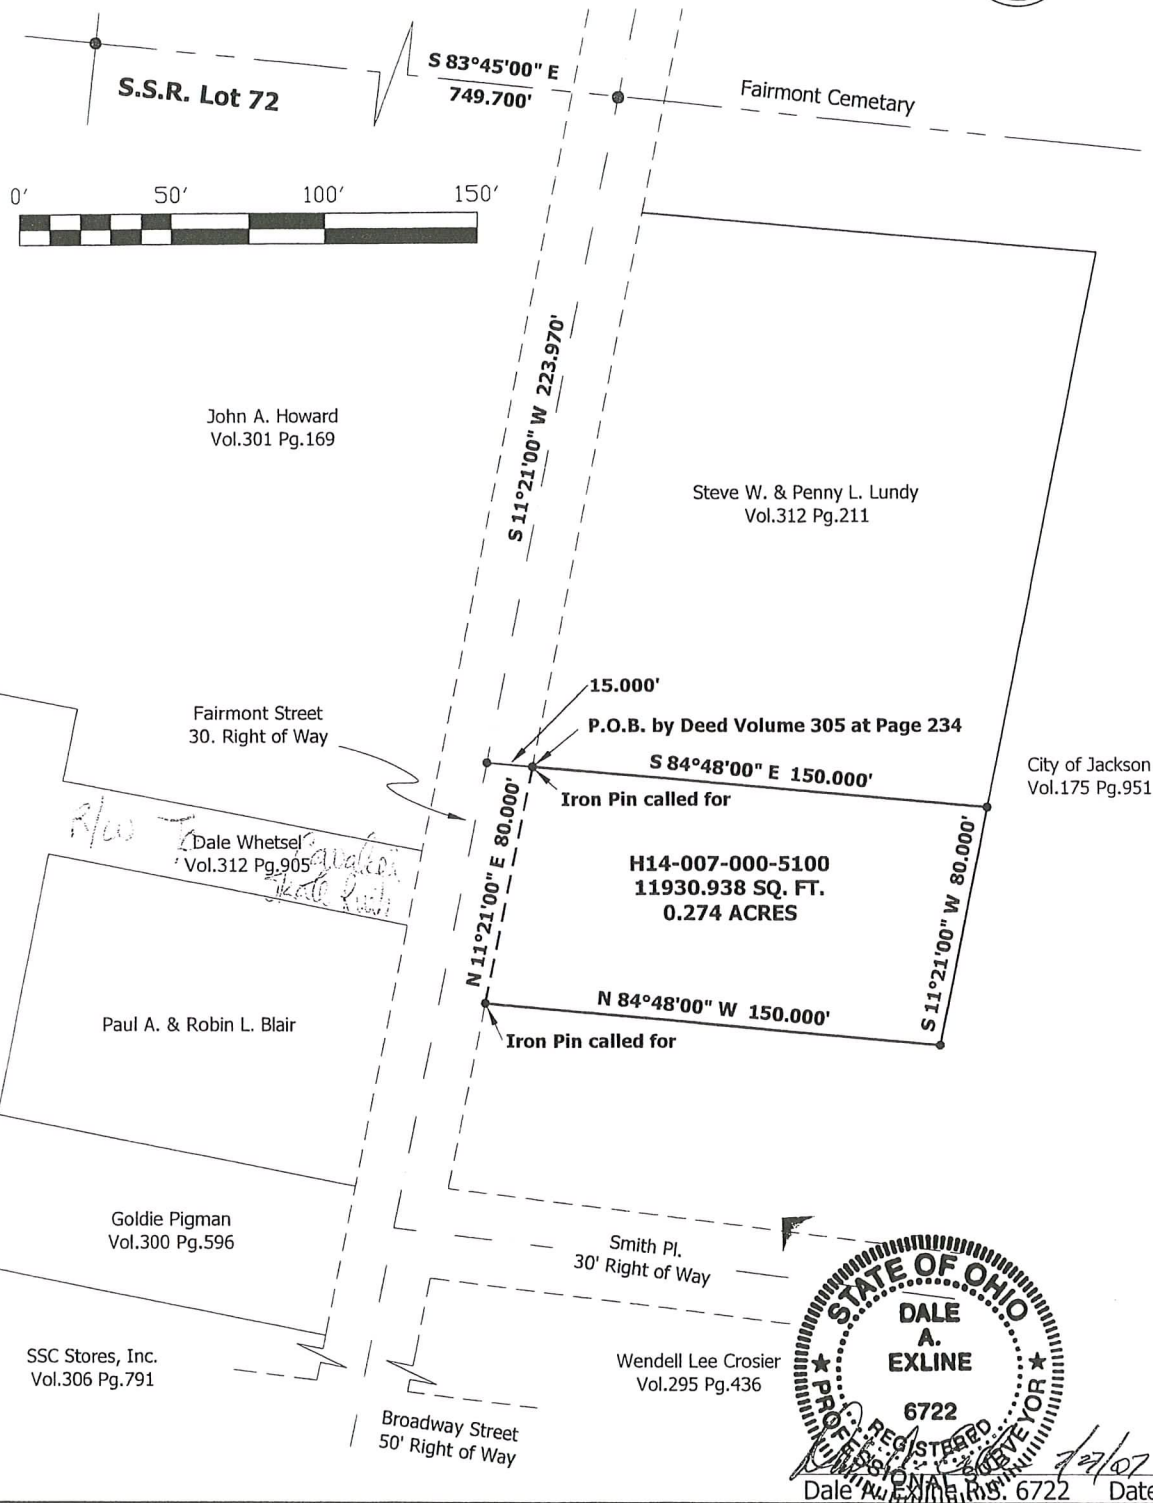 S 83°45'00" E
749.700'
S.S.R. Lot 72
Fairmont Cemetary
0' 50' 100' 150'
S 11°21'00" W 223.970'
John A. Howard
Vol.301 Pg.169
Steve W. & Penny L. Lundy
Vol.312 Pg.211
15.000'
Fairmont Street
30. Right of Way
P.O.B. by Deed Volume 305 at Page 234
S 84°48'00" E 150.000'
City of Jackson
Vol.175 Pg.951
Iron Pin called for
N 11°21'00" E 80.000'
R/W To
Dale Whetsel
Vol.312 Pg.905
Skate Rink
H14-007-000-5100
11930.938 SQ. FT.
0.274 ACRES
S 11°21'00" W 80.000'
N 84°48'00" W 150.000'
Iron Pin called for
Paul A. & Robin L. Blair
Goldie Pigman
Vol.300 Pg.596
Smith Pl.
30' Right of Way
SSC Stores, Inc.
Vol.306 Pg.791
Wendell Lee Crosier
Vol.295 Pg.436
Broadway Street
50' Right of Way
STATE OF OHIO
DALE
A.
EXLINE
6722
REGISTERED
PROFESSIONAL SURVEYOR
Dale A. Exline P.S. 6722 Date